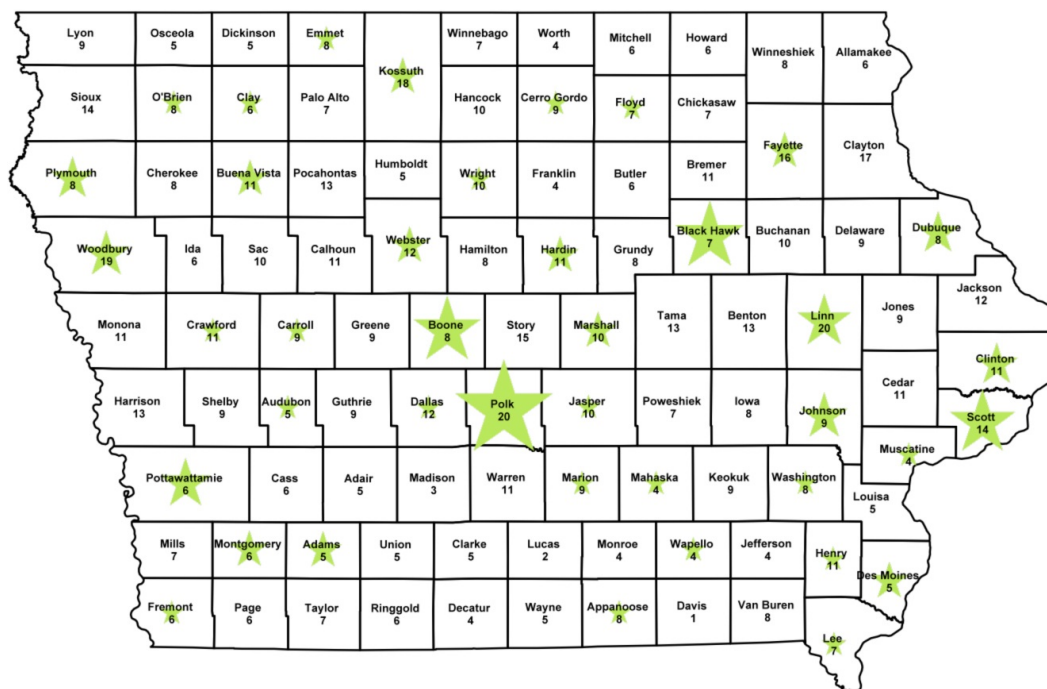 Lyon
9
Osceola
5
Dickinson
5
Emmet
8
Kossuth
18
Winnebago
7
Worth
4
Mitchell
6
Howard
6
Winneshiek
8
Allamakee
6
Sioux
14
O'Brien
8
Clay
6
Palo Alto
7
Hancock
10
Cerro Gordo
9
Floyd
7
Chickasaw
7
Fayette
16
Clayton
17
Plymouth
8
Cherokee
8
Buena Vista
11
Pocahontas
13
Humboldt
5
Wright
10
Franklin
4
Butler
6
Bremer
11
Woodbury
19
Ida
6
Sac
10
Calhoun
11
Webster
12
Hamilton
8
Hardin
11
Grundy
8
Black Hawk
7
Buchanan
10
Delaware
9
Dubuque
8
Monona
11
Crawford
11
Carroll
9
Greene
9
Boone
8
Story
15
Marshall
10
Tama
13
Benton
13
Linn
20
Jones
9
Jackson
12
Clinton
11
Harrison
13
Shelby
9
Audubon
5
Guthrie
9
Dallas
12
Polk
20
Jasper
10
Poweshiek
7
Iowa
8
Johnson
9
Cedar
11
Scott
14
Muscatine
4
Pottawattamie
6
Cass
6
Adair
5
Madison
3
Warren
11
Marion
9
Mahaska
4
Keokuk
9
Washington
8
Louisa
5
Mills
7
Montgomery
6
Adams
5
Union
5
Clarke
5
Lucas
2
Monroe
4
Wapello
4
Jefferson
4
Henry
11
Des Moines
5
Fremont
6
Page
6
Taylor
7
Ringgold
6
Decatur
4
Wayne
5
Appanoose
8
Davis
1
Van Buren
8
Lee
7